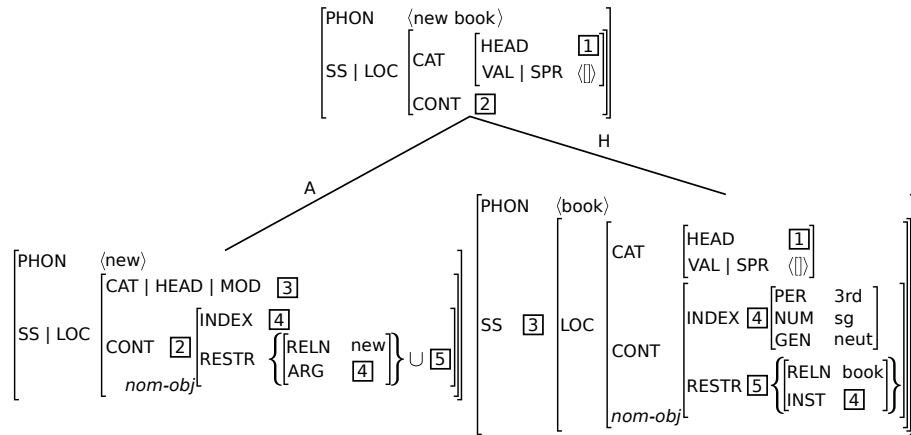 PHON ⟨new book⟩
SS | LOC CAT HEAD 1
VAL | SPR ⟨[]⟩
CONT 2
A
H
PHON ⟨new⟩
SS | LOC CAT | HEAD | MOD 3
CONT 2 INDEX 4
RESTR { RELN new
ARG 4 } ∪ 5
nom-obj
PHON ⟨book⟩
SS 3 LOC CAT HEAD 1
VAL | SPR ⟨[]⟩
CONT INDEX 4 PER 3rd
NUM sg
GEN neut
RESTR 5 { RELN book
INST 4 }
nom-obj